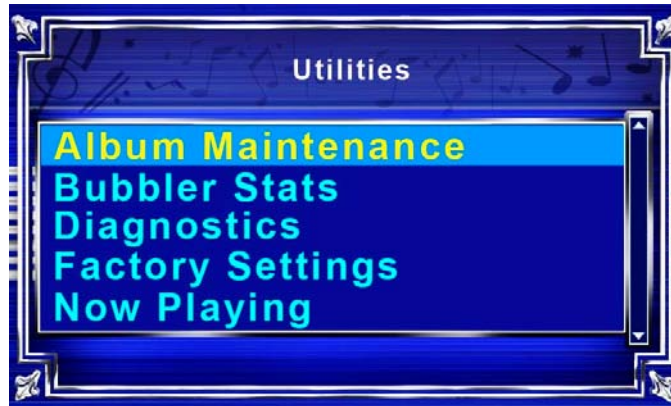 Utilities
Album Maintenance
Bubbler Stats
Diagnostics
Factory Settings
Now Playing